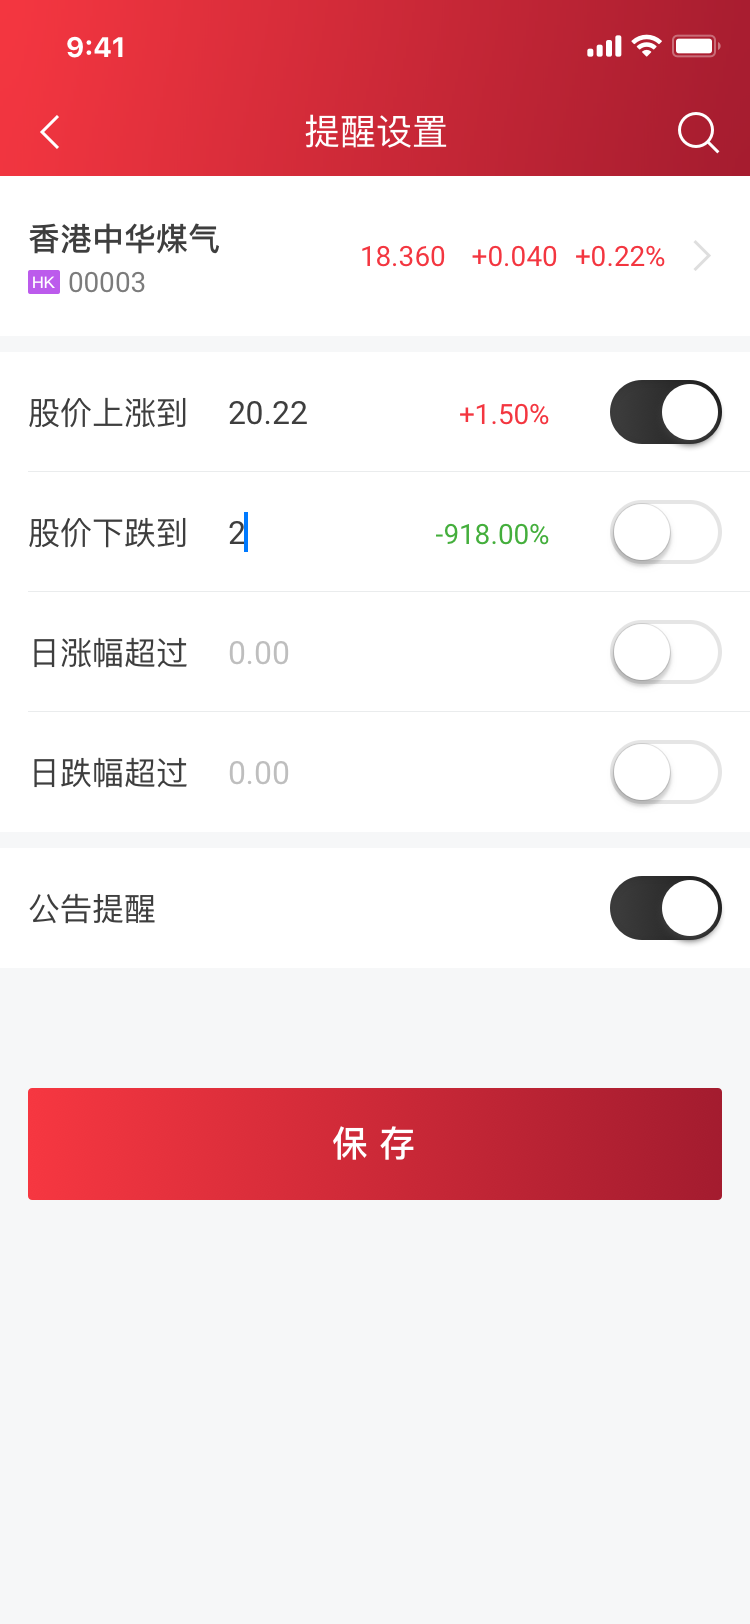 9:41
提醒设置
香港中华煤气
HK 00003
18.360 +0.040 +0.22%
股价上涨到 20.22 +1.50%
股价下跌到 2 -918.00%
日涨幅超过 0.00
日跌幅超过 0.00
公告提醒
保存